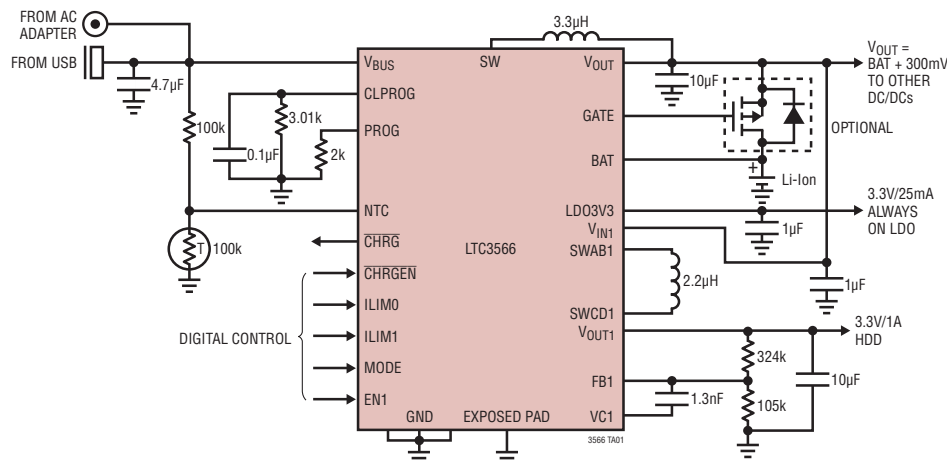 FROM AC
ADAPTER
FROM USB
4.7µF
100k
T
100k
3.01k
0.1µF
2k
3.3µH
VBUS
SW
VOUT
CLPROG
PROG
NTC
CHRG
CHRGEN
ILIM0
ILIM1
MODE
EN1
DIGITAL CONTROL
LTC3566
GATE
BAT
LDO3V3
VIN1
SWAB1
SWCD1
VOUT1
FB1
VC1
GND
EXPOSED PAD
3566 TA01
10µF
VOUT =
BAT + 300mV
TO OTHER
DC/DCs
OPTIONAL
+
Li-Ion
3.3V/25mA
ALWAYS
ON LDO
1µF
2.2µH
1µF
3.3V/1A
HDD
324k
10µF
1.3nF
105k